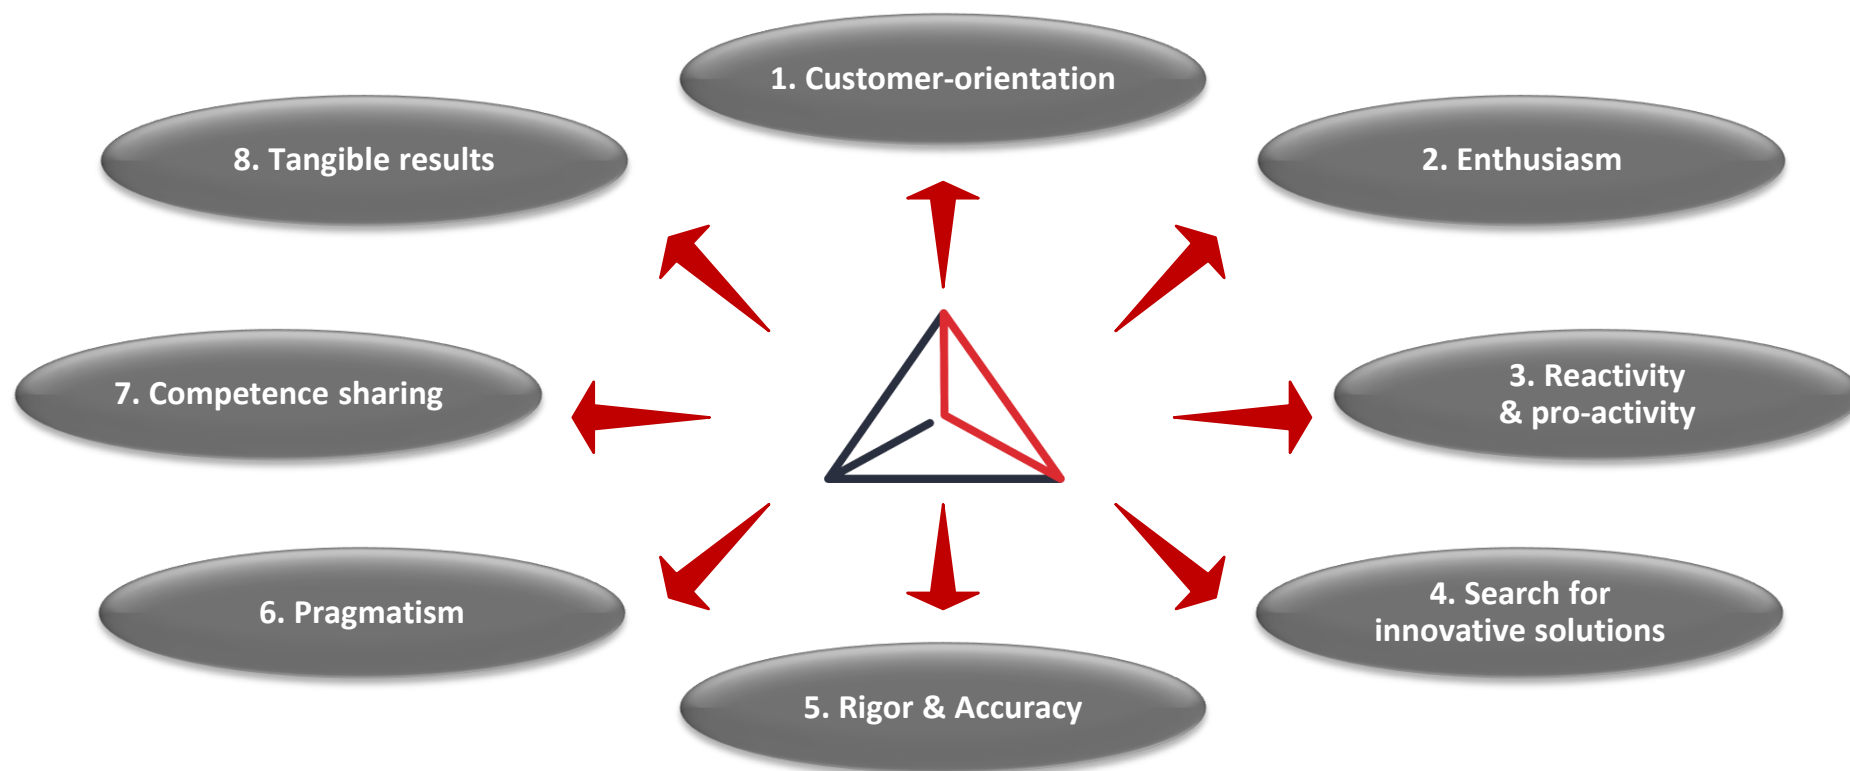 1. Customer-orientation
2. Enthusiasm
3. Reactivity
& pro-activity
4. Search for
innovative solutions
5. Rigor & Accuracy
6. Pragmatism
7. Competence sharing
8. Tangible results